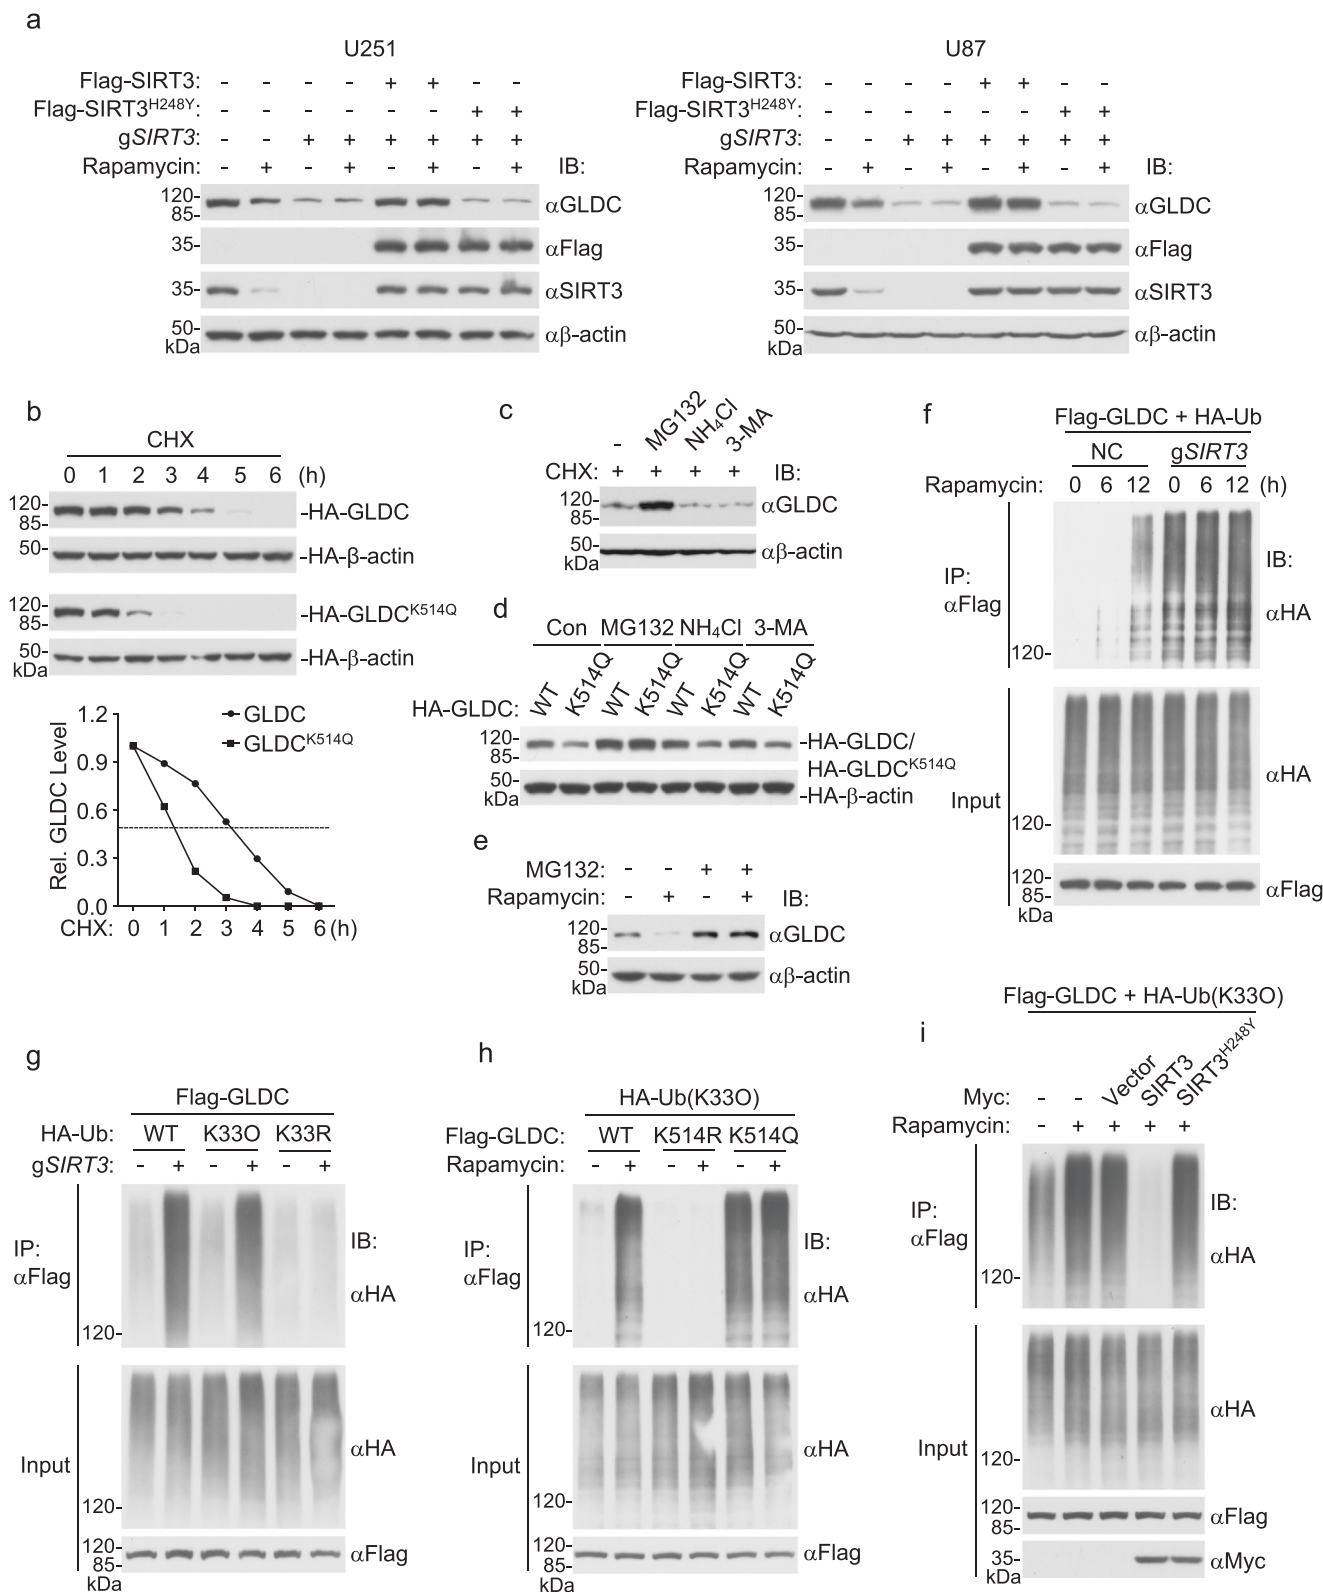 a
U251
Flag-SIRT3: - - - - + + - -
Flag-SIRT3H248Y: - - - - - - + +
gSIRT3: - - + + + + + +
Rapamycin: - + - + - + - + IB:
120-
85-
αGLDC
35-
αFlag
35-
αSIRT3
50-
kDa
αβ-actin
U87
Flag-SIRT3: - - - - + + - -
Flag-SIRT3H248Y: - - - - - - + +
gSIRT3: - - + + + + + +
Rapamycin: - + - + - + - + IB:
120-
85-
αGLDC
35-
αFlag
35-
αSIRT3
50-
kDa
αβ-actin
b
CHX
0 1 2 3 4 5 6 (h)
120-
85-
-HA-GLDC
50-
-HA-β-actin
120-
85-
-HA-GLDCK514Q
50-
kDa
-HA-β-actin
Rel. GLDC Level
1.2
0.9
0.6
0.3
0.0
GLDC
GLDCK514Q
CHX: 0 1 2 3 4 5 6 (h)
c
- MG132 NH4Cl 3-MA
CHX: + + + + IB:
120-
85-
αGLDC
50-
kDa
αβ-actin
d
Con MG132 NH4Cl 3-MA
HA-GLDC: WT K514Q WT K514Q WT K514Q WT K514Q
120-
85-
-HA-GLDC/
HA-GLDCK514Q
50-
kDa
-HA-β-actin
e
MG132: - - + +
Rapamycin: - + - + IB:
120-
85-
αGLDC
50-
kDa
αβ-actin
f
Flag-GLDC + HA-Ub
NC gSIRT3
Rapamycin: 0 6 12 0 6 12 (h)
IP:
αFlag
120-
IB:
αHA
Input
120-
αHA
120-
85-
kDa
αFlag
g
Flag-GLDC
HA-Ub: WT K33O K33R
gSIRT3: - + - + - +
IP:
αFlag
120-
IB:
αHA
Input
120-
αHA
120-
85-
kDa
αFlag
h
HA-Ub(K33O)
Flag-GLDC: WT K514R K514Q
Rapamycin: - + - + - +
IP:
αFlag
120-
IB:
αHA
Input
120-
αHA
120-
85-
kDa
αFlag
i
Flag-GLDC + HA-Ub(K33O)
Myc: - - Vector SIRT3 SIRT3H248Y
Rapamycin: - + + + +
IP:
αFlag
120-
IB:
αHA
Input
120-
αHA
120-
85-
αFlag
35-
kDa
αMyc